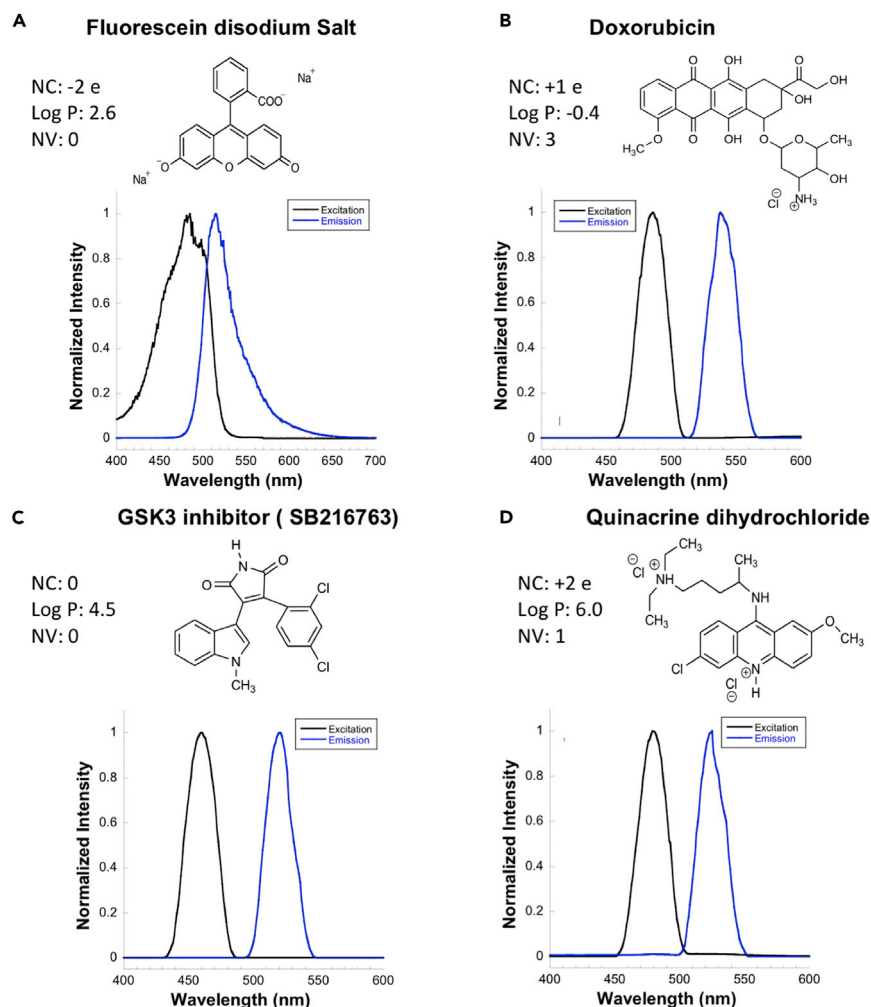 A
Fluorescein disodium Salt
NC: -2 e
Log P: 2.6
NV: 0
Na+
COO−
−O
O
O
Na+
Excitation
Emission
Normalized Intensity
1
0.8
0.6
0.4
0.2
0
400 450 500 550 600 650 700
Wavelength (nm)
B
Doxorubicin
NC: +1 e
Log P: -0.4
NV: 3
O
OH
O
OH
OH
H3C
O
O
OH
O
O
CH3
OH
NH3
⊕
Cl
⊖
Excitation
Emission
Normalized Intensity
1
0.8
0.6
0.4
0.2
0
400 450 500 550 600
Wavelength (nm)
C
GSK3 inhibitor ( SB216763)
NC: 0
Log P: 4.5
NV: 0
H
N
O
O
Cl
N
Cl
CH3
Excitation
Emission
Normalized Intensity
1
0.8
0.6
0.4
0.2
0
400 450 500 550 600
Wavelength (nm)
D
Quinacrine dihydrochloride
NC: +2 e
Log P: 6.0
NV: 1
CH3
⊖
Cl
⊕
NH
CH3
CH3
NH
O
CH3
Cl
Cl
⊖
⊕
N
H
Excitation
Emission
Normalized Intensity
1
0.8
0.6
0.4
0.2
0
400 450 500 550 600
Wavelength (nm)